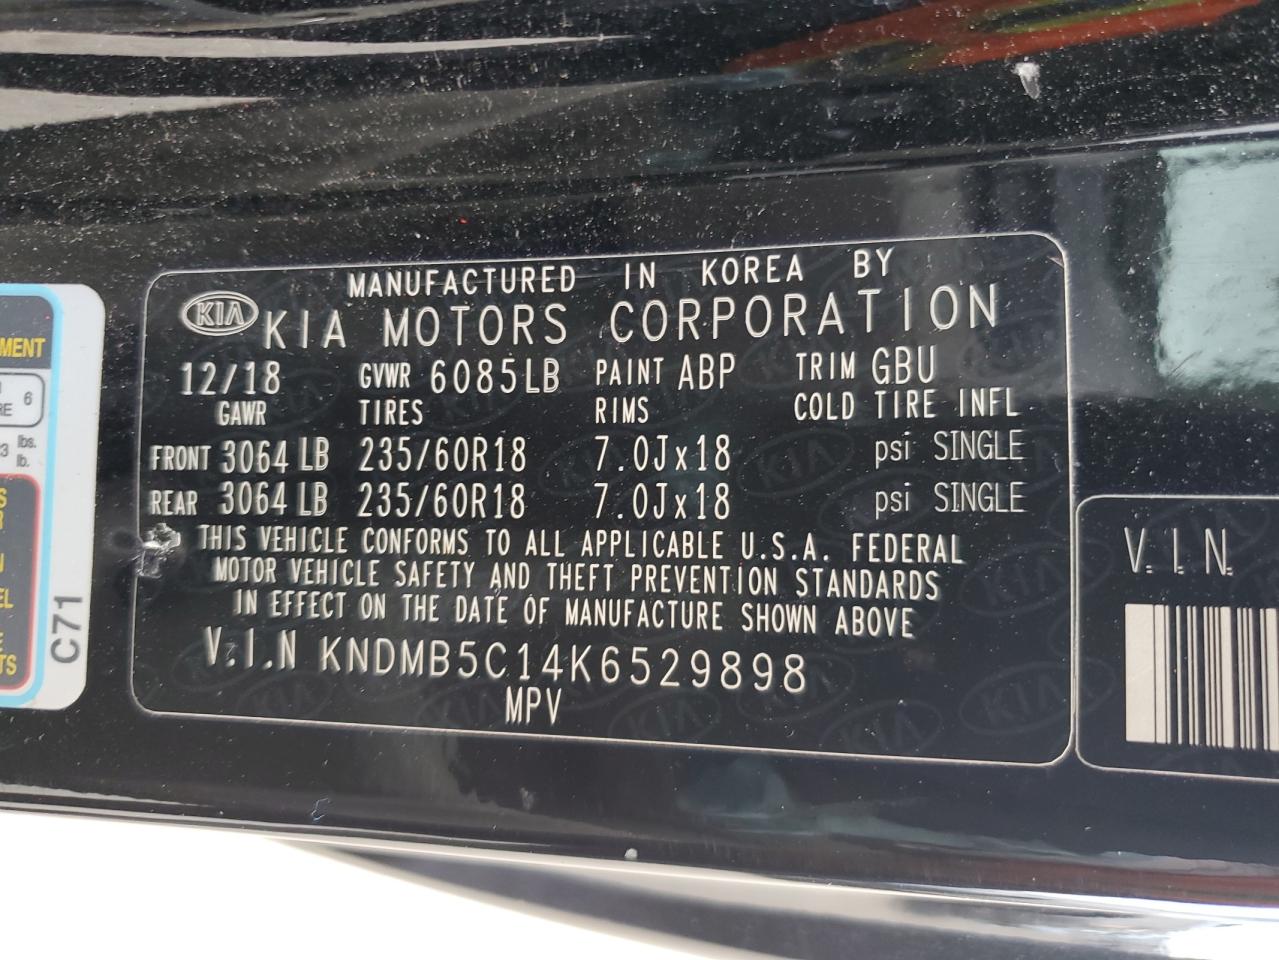 MANUFACTURED IN KOREA BY
KIA KIA MOTORS CORPORATION
12/18 GVWR 6085LB PAINT ABP TRIM GBU
GAWR TIRES RIMS COLD TIRE INFL
FRONT 3064 LB 235/60R18 7.0Jx18 psi SINGLE
REAR 3064 LB 235/60R18 7.0Jx18 psi SINGLE
THIS VEHICLE CONFORMS TO ALL APPLICABLE U.S.A. FEDERAL
MOTOR VEHICLE SAFETY AND THEFT PREVENTION STANDARDS
IN EFFECT ON THE DATE OF MANUFACTURE SHOWN ABOVE
V.I.N KNDMB5C14K6529898
MPV
V.I.N.
6
lbs.
lb.
C71